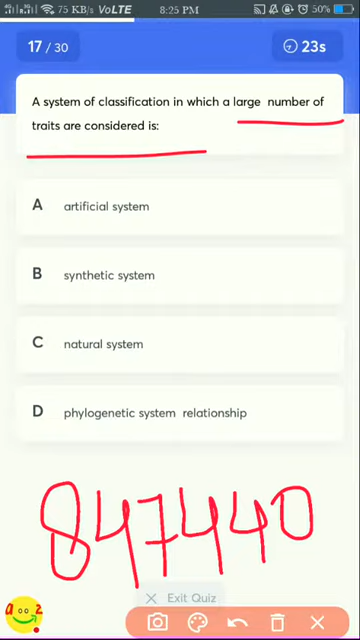 75 KB/s VoLTE 8:25 PM 50%
17 / 30 23s
A system of classification in which a large number of
traits are considered is:
A artificial system
B synthetic system
C natural system
D phylogenetic system relationship
847440
× Exit Quiz
a z